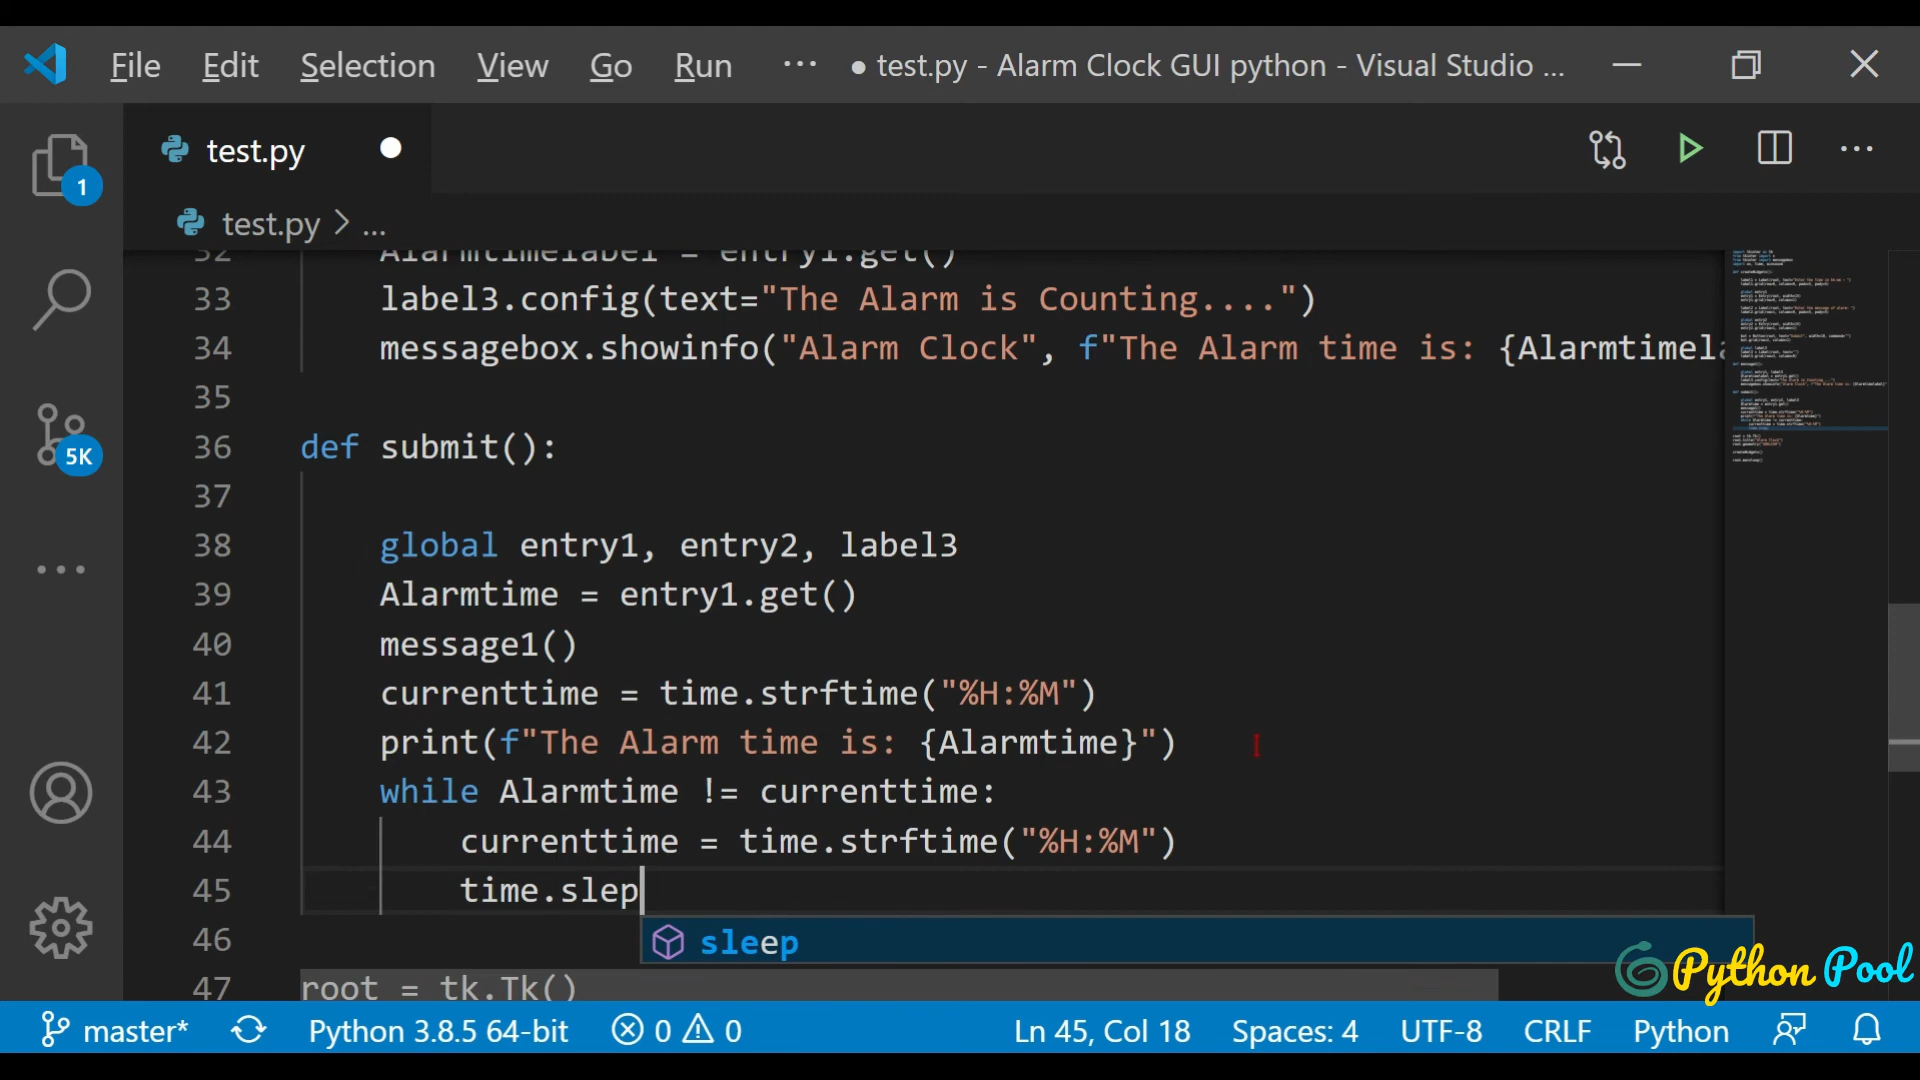 File Edit Selection View Go Run ··· ● test.py - Alarm Clock GUI python - Visual Studio ...
test.py
1
test.py > ...
32 Alarmtimelabel = entry1.get()
33 label3.config(text="The Alarm is Counting....")
34 messagebox.showinfo("Alarm Clock", f"The Alarm time is: {Alarmtimela
35
36 def submit():
5K
37
38 global entry1, entry2, label3
39 Alarmtime = entry1.get()
40 message1()
41 currenttime = time.strftime("%H:%M")
42 print(f"The Alarm time is: {Alarmtime}")
43 while Alarmtime != currenttime:
44 currenttime = time.strftime("%H:%M")
45 time.slep
46 sleep
47 root = tk.Tk()
Python Pool
master* Python 3.8.5 64-bit 0 0 Ln 45, Col 18 Spaces: 4 UTF-8 CRLF Python